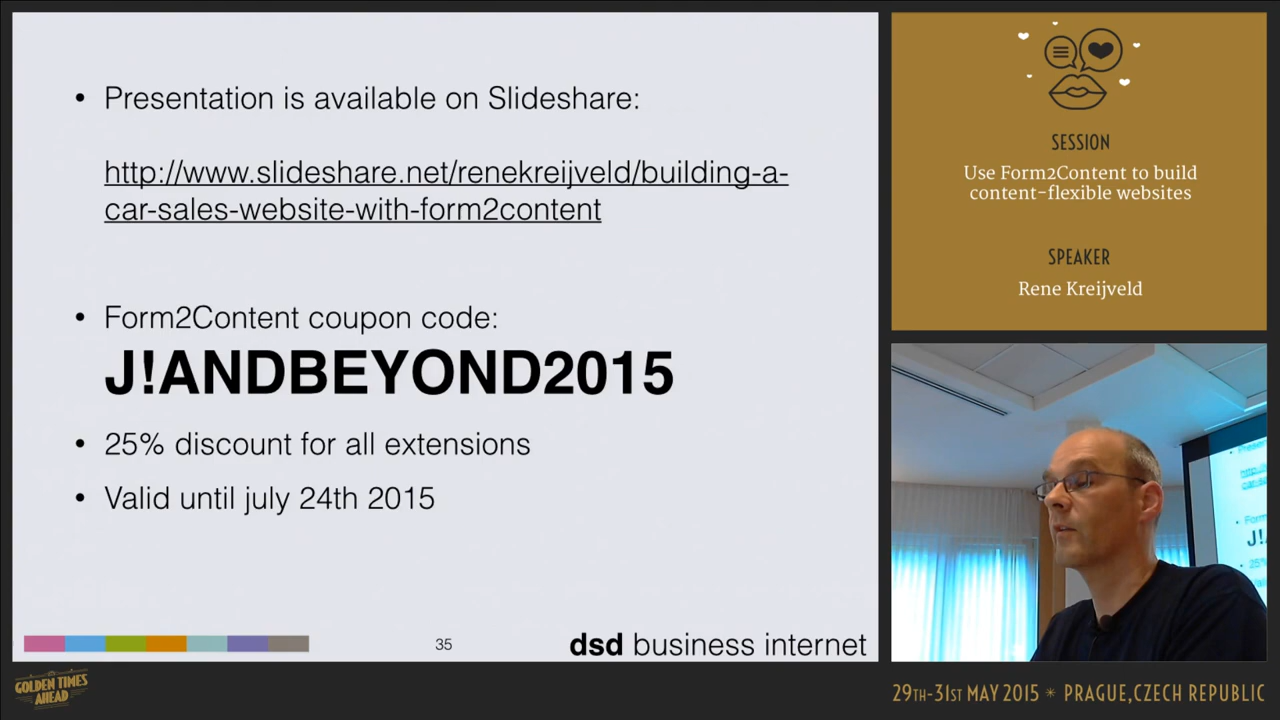 • Presentation is available on Slideshare:
http://www.slideshare.net/renekreijveld/building-a-
car-sales-website-with-form2content
• Form2Content coupon code:
J!ANDBEYOND2015
• 25% discount for all extensions
• Valid until july 24th 2015
35
dsd business internet
SESSION
Use Form2Content to build
content-flexible websites
SPEAKER
Rene Kreijveld
GOLDEN TIMES
AHEAD
29TH-31ST MAY 2015 * PRAGUE, CZECH REPUBLIC